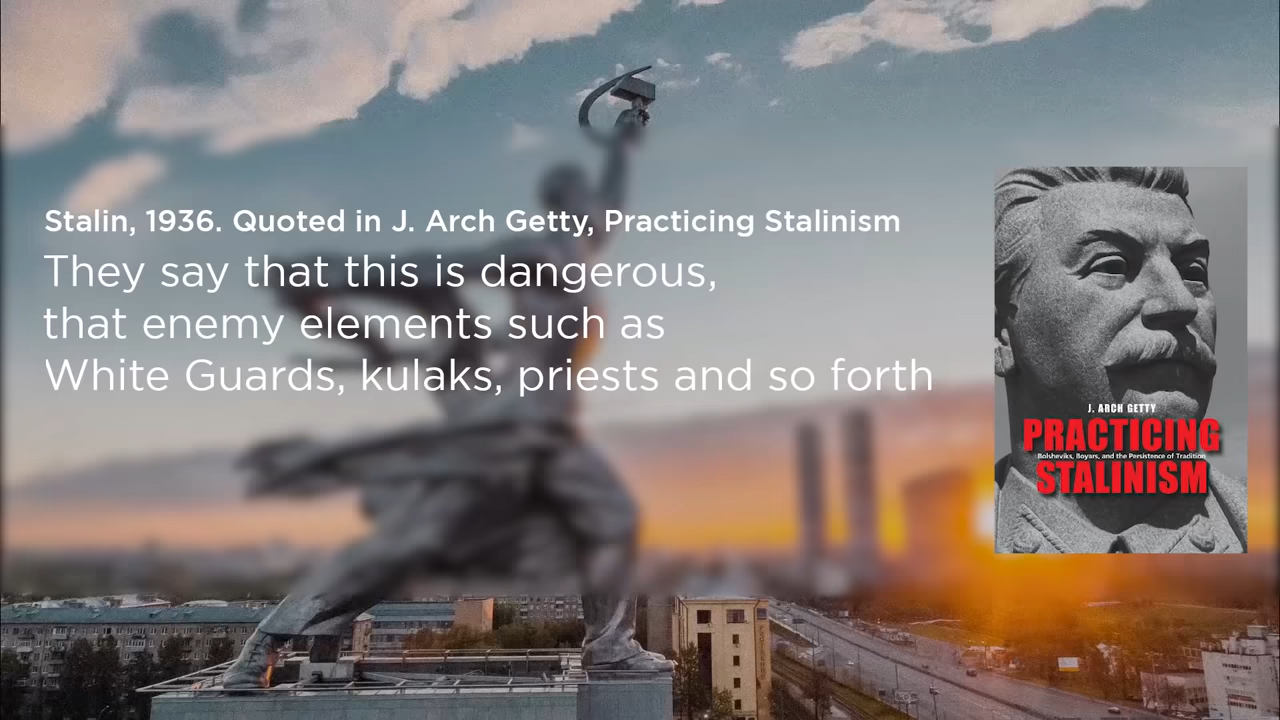 Stalin, 1936. Quoted in J. Arch Getty, Practicing Stalinism
They say that this is dangerous,
that enemy elements such as
White Guards, kulaks, priests and so forth
J. ARCH GETTY
PRACTICING
Bolsheviks, Boyars, and the Persistence of Tradition
STALINISM